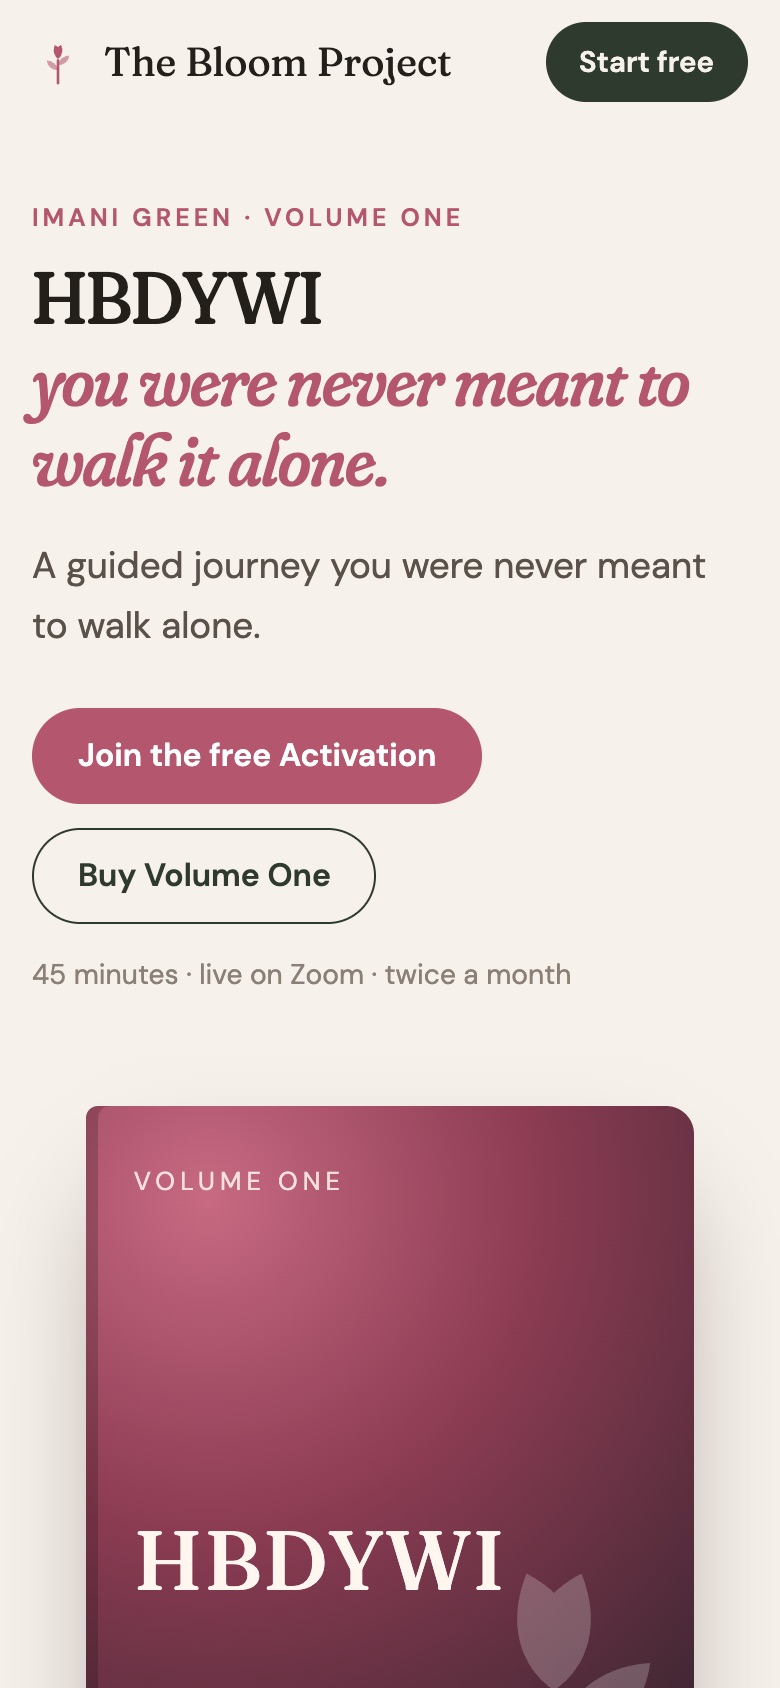 The Bloom Project
Start free
IMANI GREEN · VOLUME ONE
HBDYWI
you were never meant to
walk it alone.
A guided journey you were never meant
to walk alone.
Join the free Activation
Buy Volume One
45 minutes · live on Zoom · twice a month
VOLUME ONE
HBDYWI